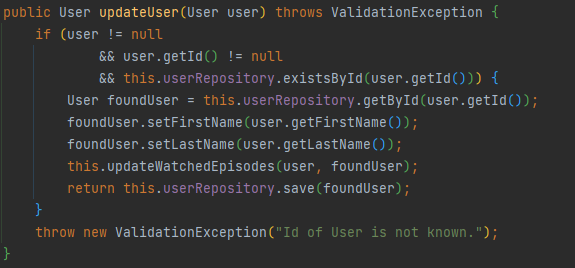 public User updateUser(User user) throws ValidationException {
    if (user != null
            && user.getId() != null
            && this.userRepository.existsById(user.getId())) {
        User foundUser = this.userRepository.getById(user.getId());
        foundUser.setFirstName(user.getFirstName());
        foundUser.setLastName(user.getLastName());
        this.updateWatchedEpisodes(user, foundUser);
        return this.userRepository.save(foundUser);
    }
    throw new ValidationException("Id of User is not known.");
}